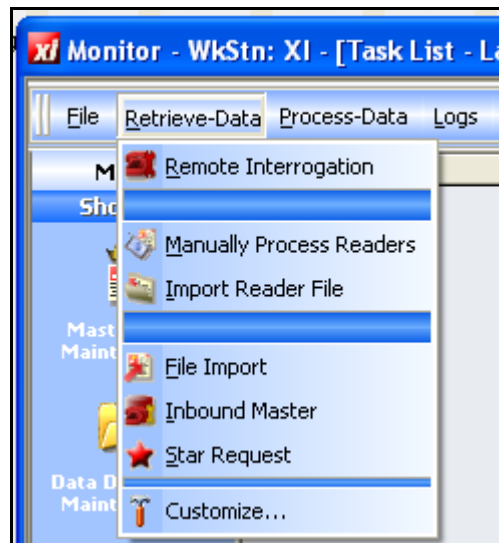 xi Monitor - WkStn: XI - [Task List - La
File Retrieve-Data Process-Data Logs
M
Sho
Remote Interrogation
Manually Process Readers
Import Reader File
Mast
Maint
File Import
Inbound Master
Star Request
Data D
Maint
Customize...